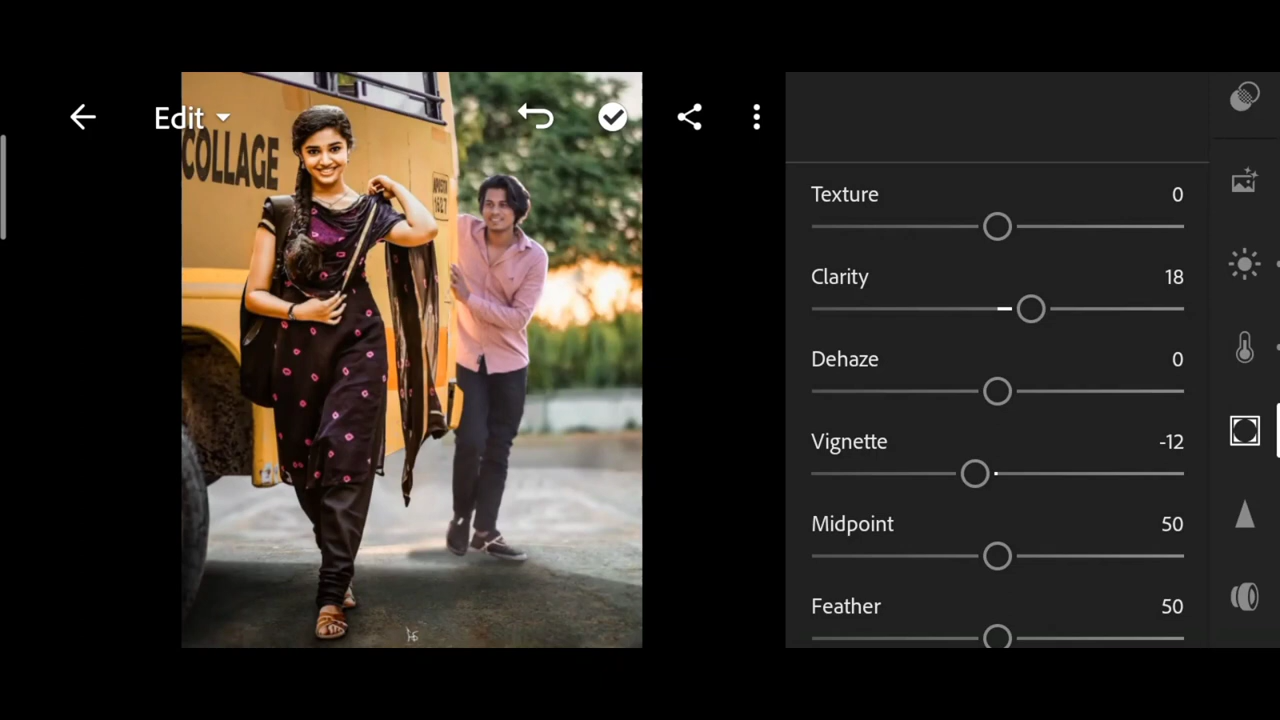 Edit
COLLAGE
Texture 0
Clarity 18
Dehaze 0
Vignette -12
Midpoint 50
Feather 50